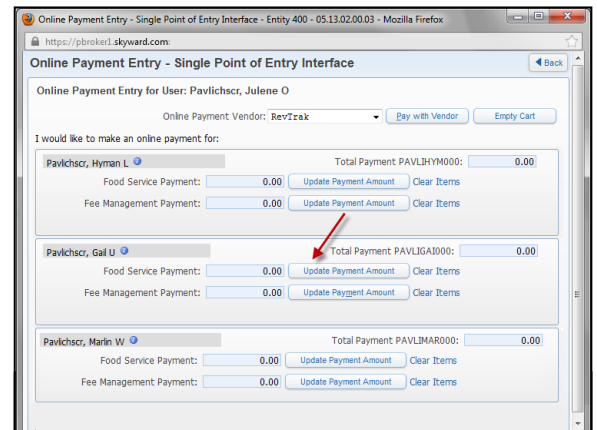 Online Payment Entry - Single Point of Entry Interface - Entity 400 - 05.13.02.00.03 - Mozilla Firefox
https://pbroker1.skyward.com:
Online Payment Entry - Single Point of Entry Interface Back
Online Payment Entry for User: Pavlichscr, Julene O
Online Payment Vendor: RevTrak Pay with Vendor Empty Cart
I would like to make an online payment for:
Pavlichscr, Hyman L Total Payment PAVLIHYM000: 0.00
Food Service Payment: 0.00 Update Payment Amount Clear Items
Fee Management Payment: 0.00 Update Payment Amount Clear Items
Pavlichscr, Gail U Total Payment PAVLIGAI000: 0.00
Food Service Payment: 0.00 Update Payment Amount Clear Items
Fee Management Payment: 0.00 Update Payment Amount Clear Items
Pavlichscr, Marlin W Total Payment PAVLIMAR000: 0.00
Food Service Payment: 0.00 Update Payment Amount Clear Items
Fee Management Payment: 0.00 Update Payment Amount Clear Items